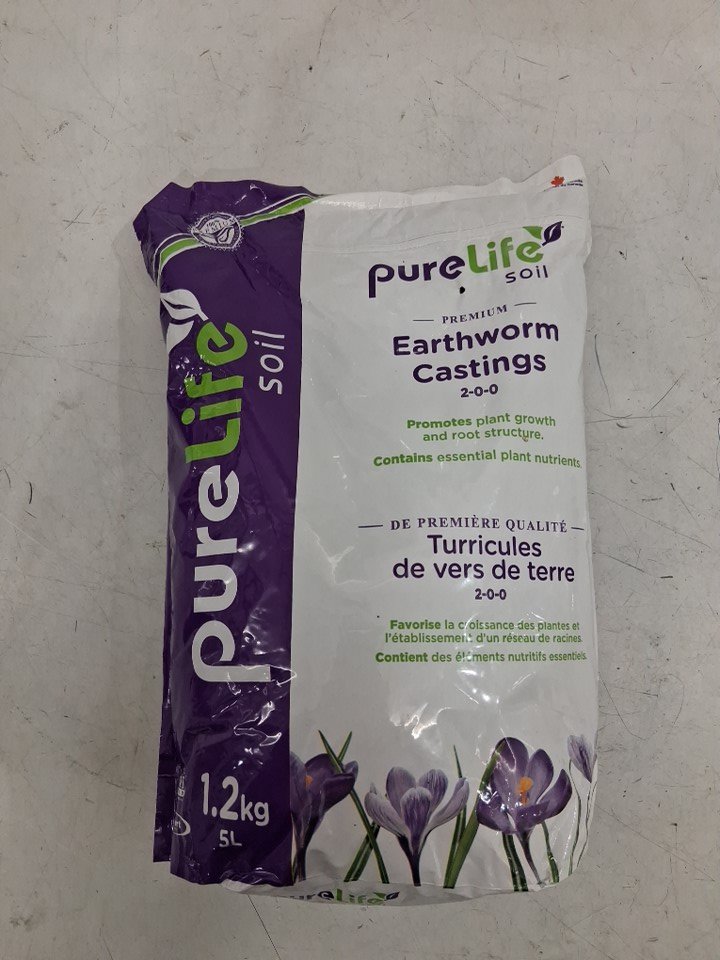 pureLife
soil
PREMIUM
Earthworm
Castings
2-0-0
Promotes plant growth
and root structure.
Contains essential plant nutrients.
DE PREMIÈRE QUALITÉ
Turricules
de vers de terre
2-0-0
Favorise la croissance des plantes et
l'établissement d'un réseau de racines.
Contient des éléments nutritifs essentiels.
pureLife
soil
1.2kg
5L
pureLife